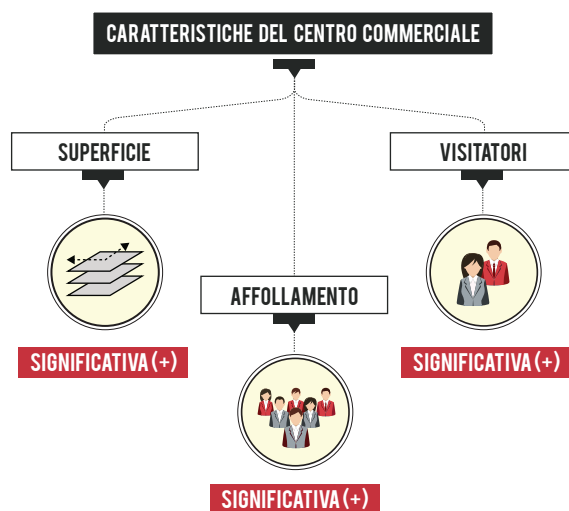 CARATTERISTICHE DEL CENTRO COMMERCIALE
SUPERFICIE
VISITATORI
AFFOLLAMENTO
SIGNIFICATIVA (+)
SIGNIFICATIVA (+)
SIGNIFICATIVA (+)